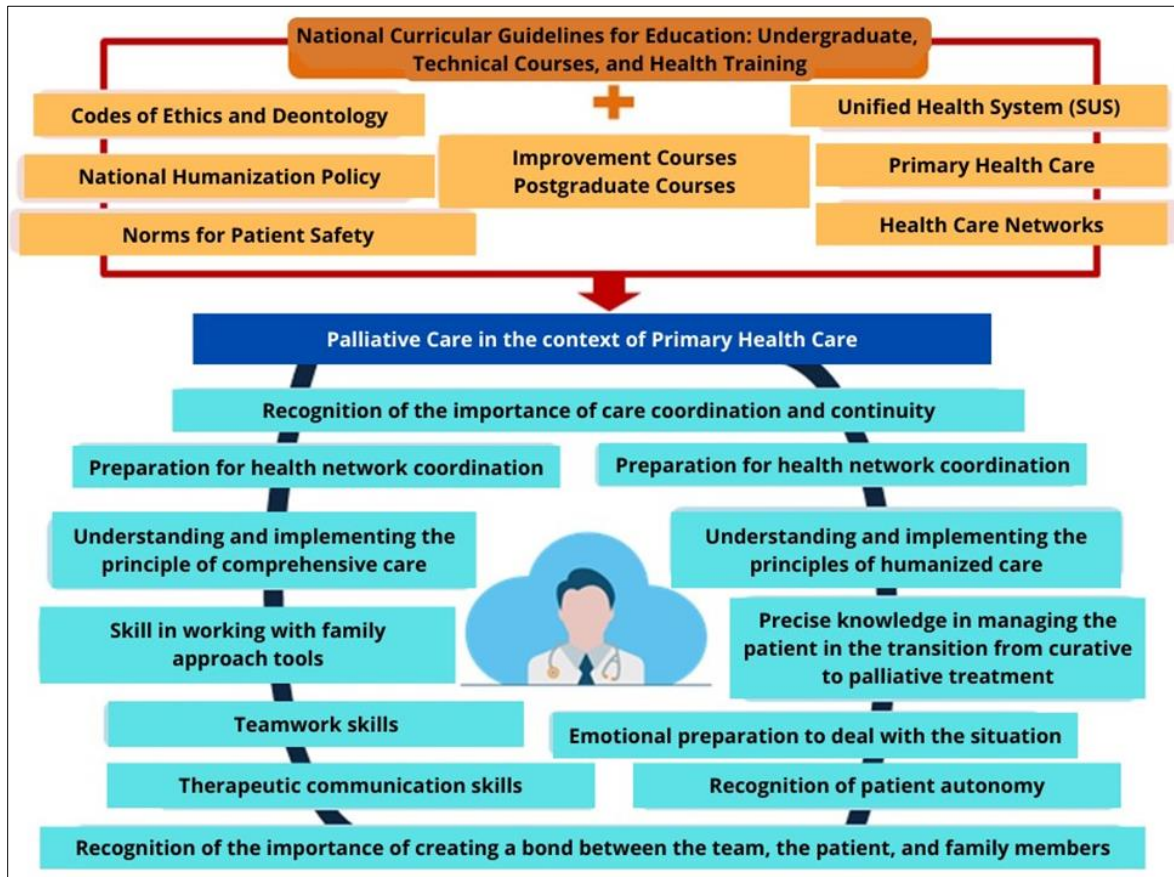 National Curricular Guidelines for Education: Undergraduate,
Technical Courses, and Health Training
Codes of Ethics and Deontology
National Humanization Policy
Norms for Patient Safety
+
Improvement Courses
Postgraduate Courses
Unified Health System (SUS)
Primary Health Care
Health Care Networks
Palliative Care in the context of Primary Health Care
Recognition of the importance of care coordination and continuity
Preparation for health network coordination
Preparation for health network coordination
Understanding and implementing the
principle of comprehensive care
Understanding and implementing the
principles of humanized care
Skill in working with family
approach tools
Precise knowledge in managing the
patient in the transition from curative
to palliative treatment
Teamwork skills
Emotional preparation to deal with the situation
Therapeutic communication skills
Recognition of patient autonomy
Recognition of the importance of creating a bond between the team, the patient, and family members